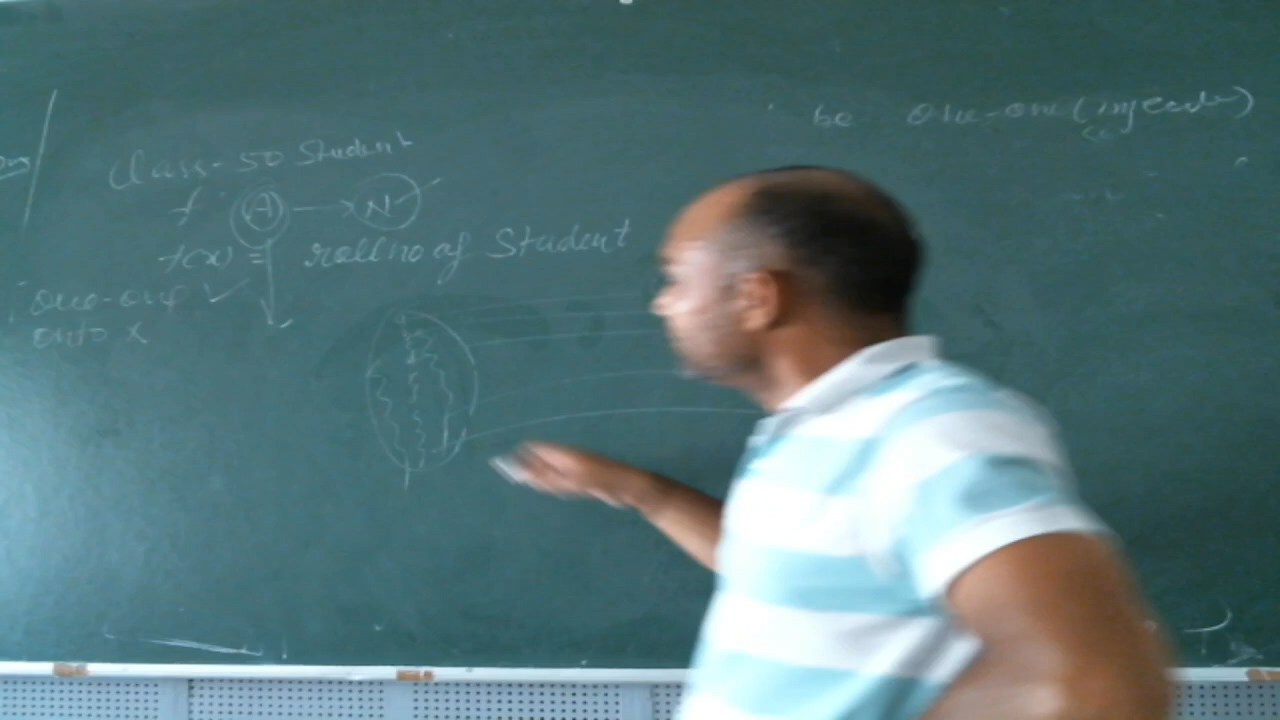 be one-one (injective)
Class - 50 Student
f A → N
f(x) = roll no of Student
one-one ✓
onto x